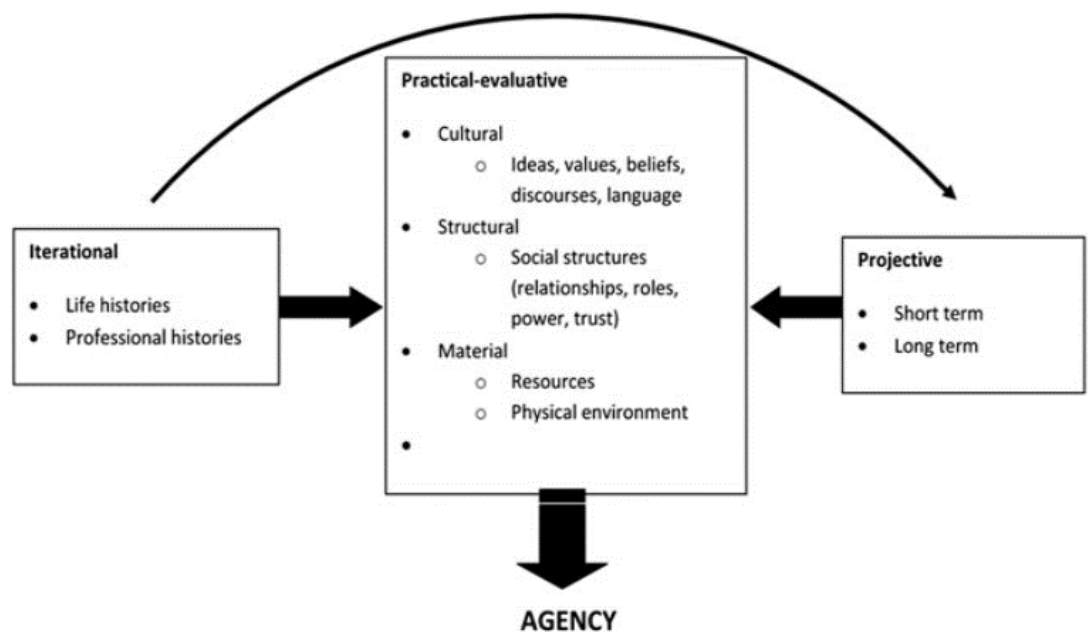 Practical-evaluative
• Cultural
o Ideas, values, beliefs,
discourses, language
• Structural
o Social structures
(relationships, roles,
power, trust)
• Material
o Resources
o Physical environment
•
Iterational
• Life histories
• Professional histories
Projective
• Short term
• Long term
AGENCY